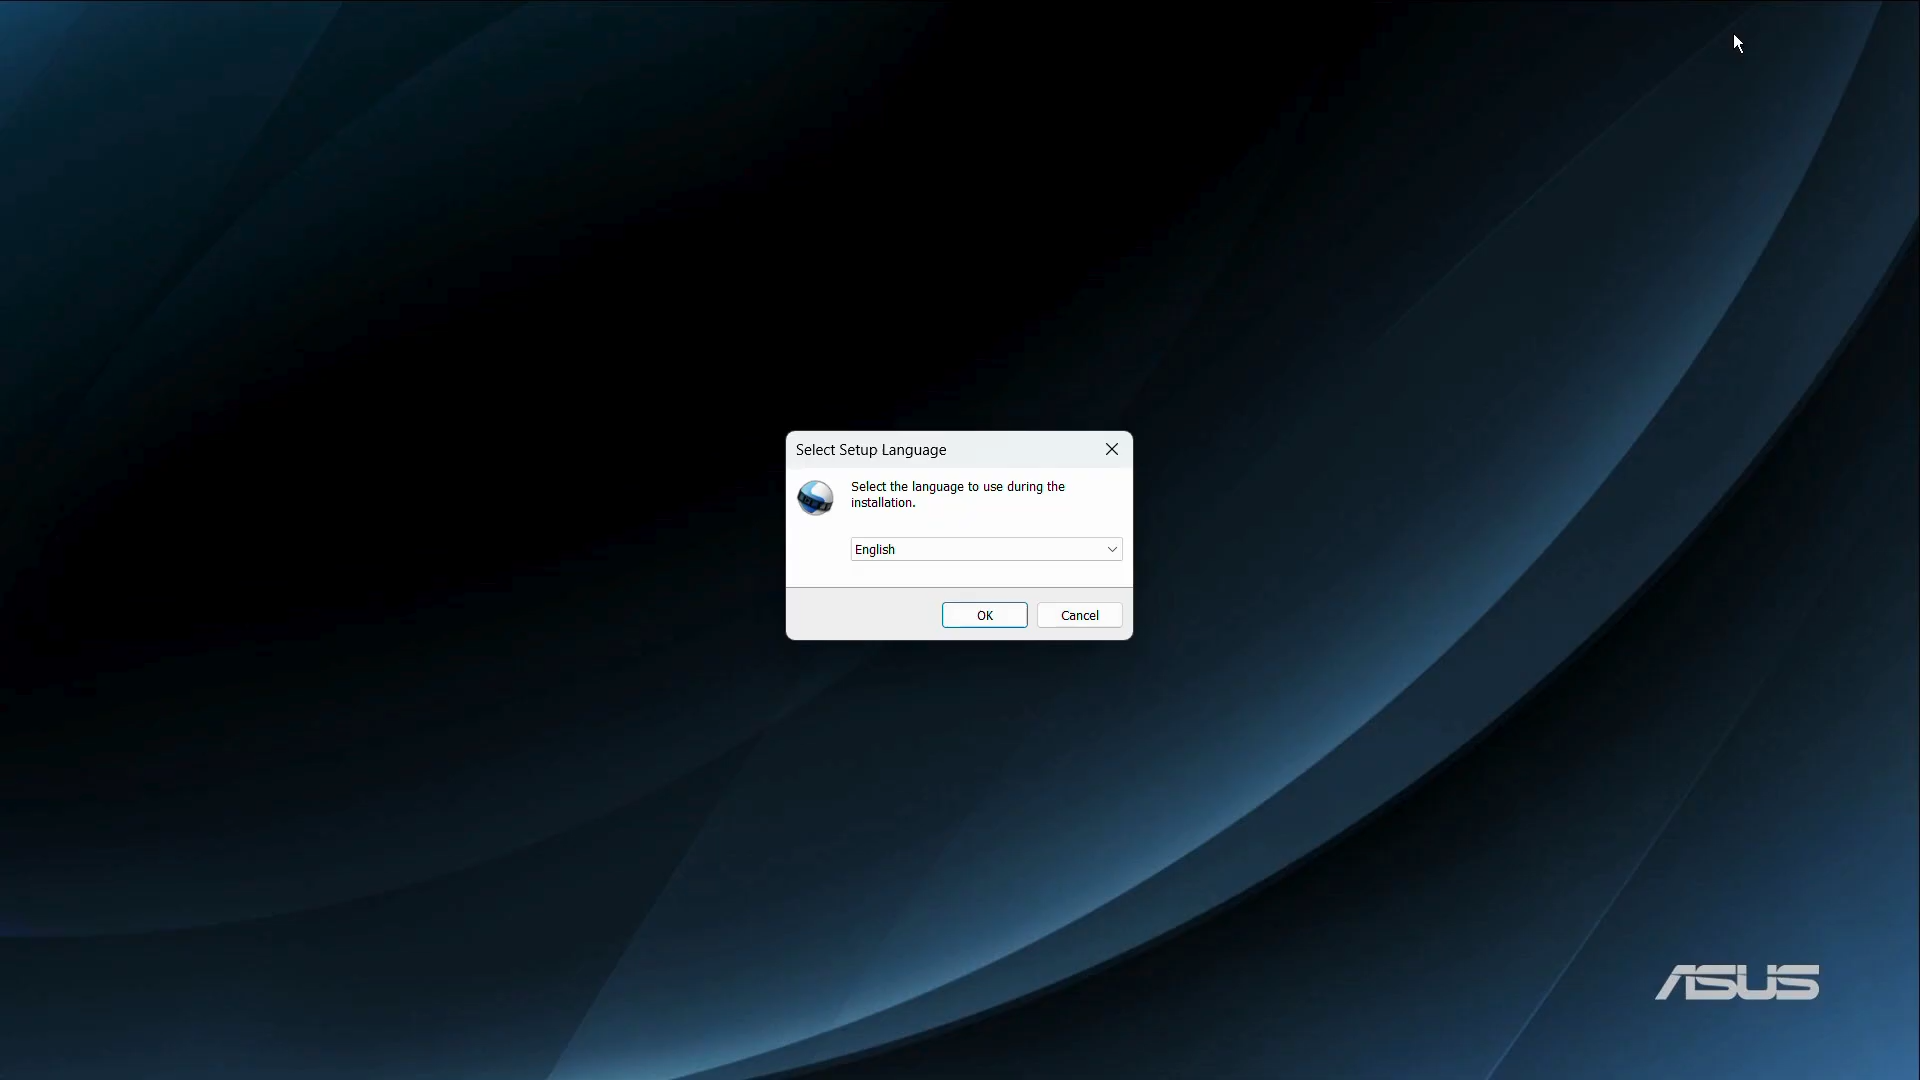 Select Setup Language
Select the language to use during the
installation.
English
OK
Cancel
ASUS